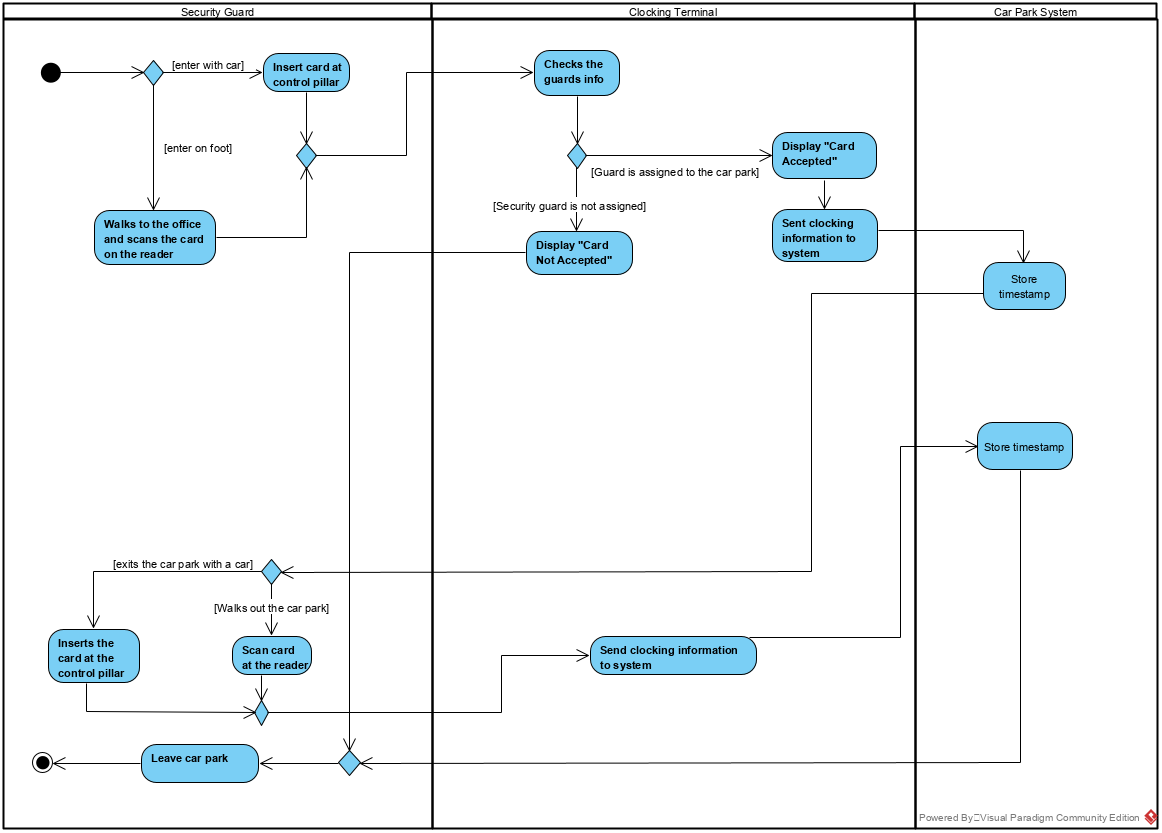 Security Guard
Clocking Terminal
Car Park System
[enter with car]
Insert card at
control pillar
Checks the
guards info
[enter on foot]
Display "Card
Accepted"
[Guard is assigned to the car park]
[Security guard is not assigned]
Walks to the office
and scans the card
on the reader
Display "Card
Not Accepted"
Sent clocking
information to
system
Store
timestamp
Store timestamp
[exits the car park with a car]
[Walks out the car park]
Inserts the
card at the
control pillar
Scan card
at the reader
Send clocking information
to system
Leave car park
Powered By Visual Paradigm Community Edition